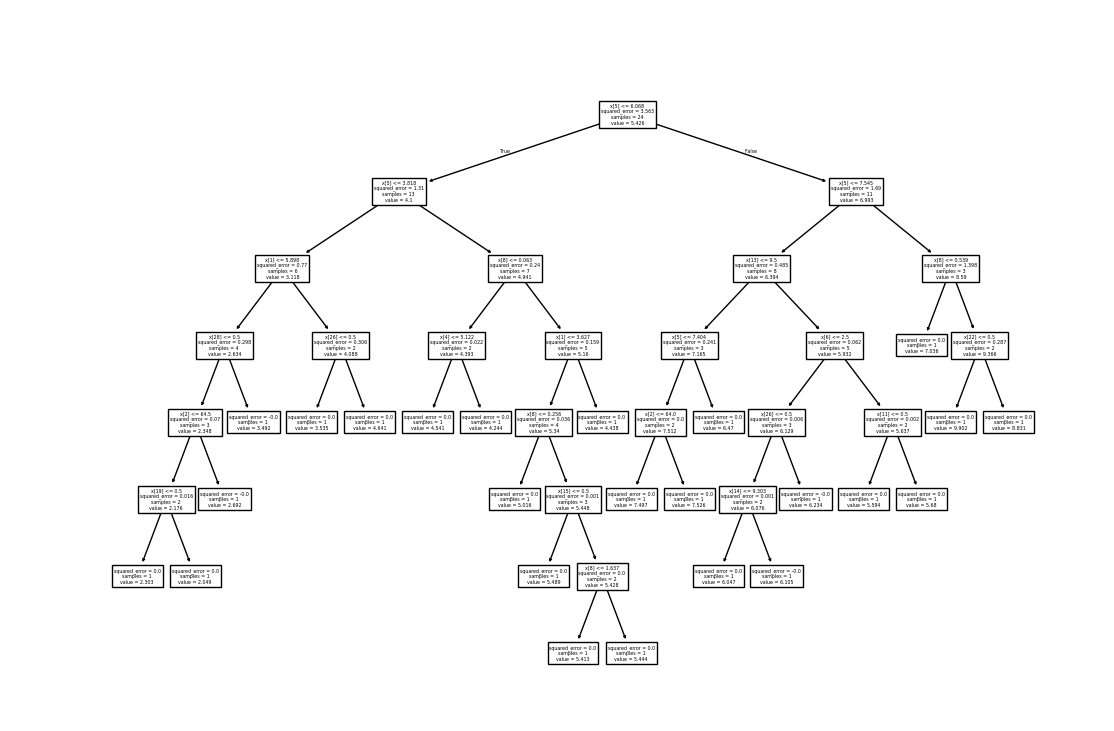 x[5] <= 6.068
squared_error = 3.563
samples = 24
value = 5.426
True
False
x[5] <= 3.818
squared_error = 1.31
samples = 13
value = 4.1
x[5] <= 7.545
squared_error = 1.69
samples = 11
value = 6.993
x[1] <= 5.898
squared_error = 0.77
samples = 6
value = 3.118
x[8] <= 0.063
squared_error = 0.24
samples = 7
value = 4.941
x[13] <= 9.5
squared_error = 0.485
samples = 8
value = 6.394
x[8] <= 0.539
squared_error = 1.398
samples = 3
value = 8.59
x[28] <= 0.5
squared_error = 0.298
samples = 4
value = 2.634
x[26] <= 0.5
squared_error = 0.306
samples = 2
value = 4.088
x[4] <= 5.122
squared_error = 0.022
samples = 2
value = 4.393
x[1] <= 3.627
squared_error = 0.159
samples = 5
value = 5.16
x[5] <= 7.404
squared_error = 0.241
samples = 3
value = 7.165
x[6] <= 2.5
squared_error = 0.062
samples = 5
value = 5.932
squared_error = 0.0
samples = 1
value = 7.036
x[22] <= 0.5
squared_error = 0.287
samples = 2
value = 9.366
x[2] <= 64.5
squared_error = 0.07
samples = 3
value = 2.348
squared_error = -0.0
samples = 1
value = 3.492
squared_error = 0.0
samples = 1
value = 3.535
squared_error = 0.0
samples = 1
value = 4.641
squared_error = 0.0
samples = 1
value = 4.541
squared_error = 0.0
samples = 1
value = 4.244
x[8] <= 0.256
squared_error = 0.036
samples = 4
value = 5.34
squared_error = 0.0
samples = 1
value = 4.438
x[2] <= 64.0
squared_error = 0.0
samples = 2
value = 7.512
squared_error = 0.0
samples = 1
value = 6.47
x[26] <= 0.5
squared_error = 0.006
samples = 3
value = 6.129
x[11] <= 0.5
squared_error = 0.002
samples = 2
value = 5.637
squared_error = 0.0
samples = 1
value = 9.902
squared_error = 0.0
samples = 1
value = 8.831
x[19] <= 0.5
squared_error = 0.016
samples = 2
value = 2.176
squared_error = -0.0
samples = 1
value = 2.692
squared_error = 0.0
samples = 1
value = 5.016
x[15] <= 0.5
squared_error = 0.001
samples = 3
value = 5.448
squared_error = 0.0
samples = 1
value = 7.497
squared_error = 0.0
samples = 1
value = 7.526
x[14] <= 9.303
squared_error = 0.001
samples = 2
value = 6.076
squared_error = -0.0
samples = 1
value = 6.234
squared_error = 0.0
samples = 1
value = 5.594
squared_error = 0.0
samples = 1
value = 5.68
squared_error = 0.0
samples = 1
value = 2.303
squared_error = 0.0
samples = 1
value = 2.049
squared_error = 0.0
samples = 1
value = 5.489
x[8] <= 1.637
squared_error = 0.0
samples = 2
value = 5.428
squared_error = 0.0
samples = 1
value = 6.047
squared_error = -0.0
samples = 1
value = 6.105
squared_error = 0.0
samples = 1
value = 5.413
squared_error = 0.0
samples = 1
value = 5.444